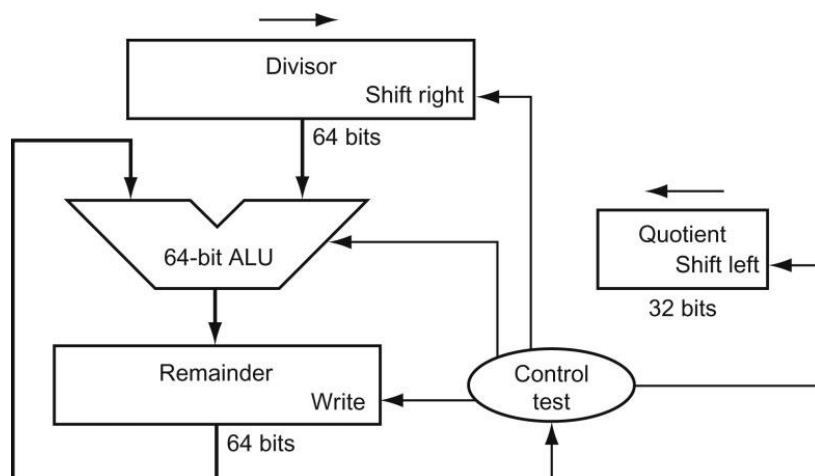 Divisor
Shift right
64 bits
64-bit ALU
Quotient
Shift left
32 bits
Remainder
Write
64 bits
Control
test